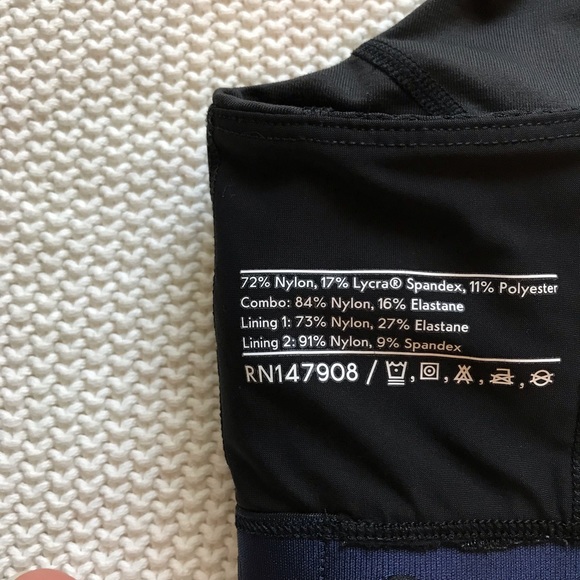 72% Nylon, 17% Lycra® Spandex, 11% Polyester
Combo: 84% Nylon, 16% Elastane
Lining 1: 73% Nylon, 27% Elastane
Lining 2: 91% Nylon, 9% Spandex
RN147908 /